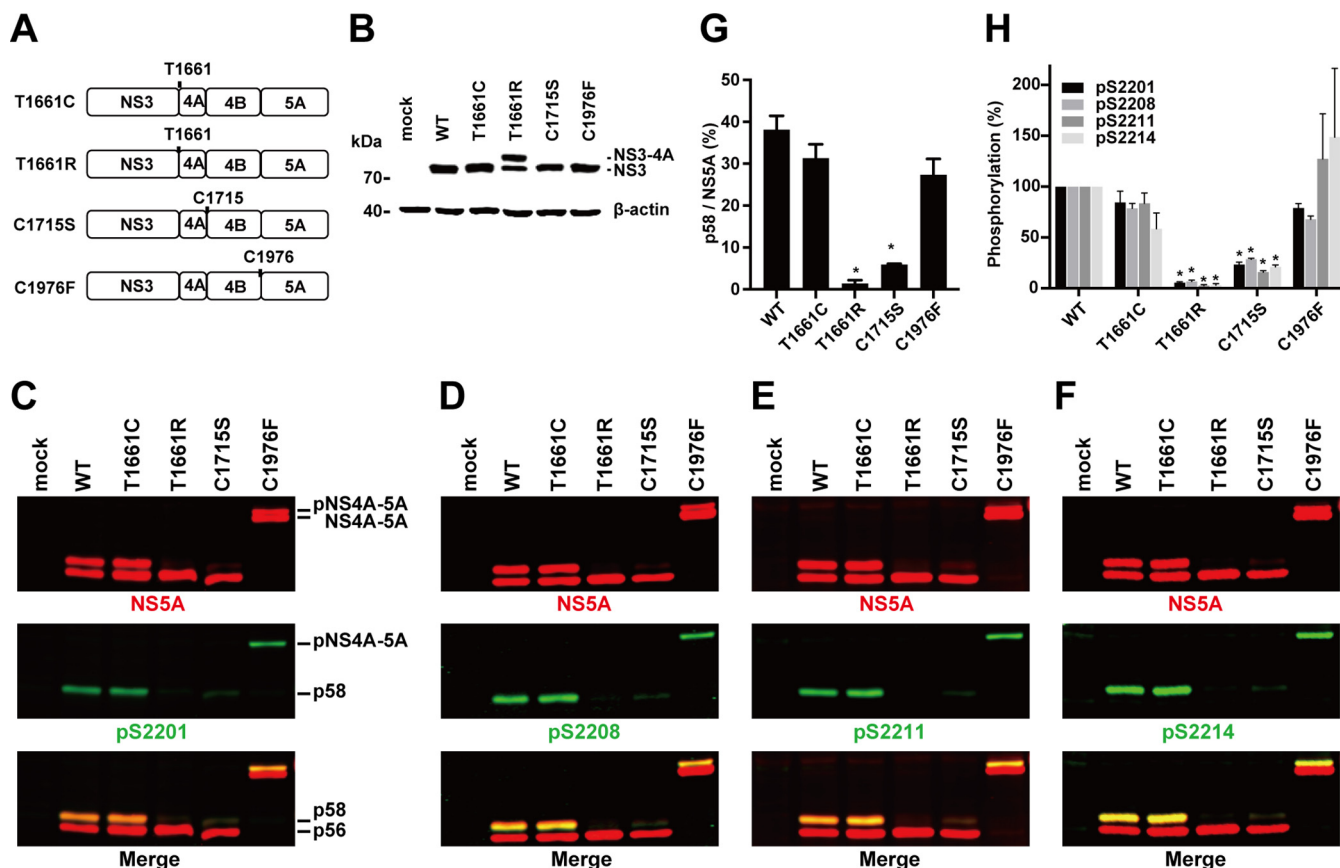 A
T1661
T1661C NS3 4A 4B 5A
T1661
T1661R NS3 4A 4B 5A
C1715
C1715S NS3 4A 4B 5A
C1976
C1976F NS3 4A 4B 5A
B
mock WT T1661C T1661R C1715S C1976F
kDa
70-
40-
NS3-4A
NS3
β-actin
G
p58 / NS5A (%)
50
40
30
20
10
0
* *
WT T1661C T1661R C1715S C1976F
H
Phosphorylation (%)
200
150
100
50
0
pS2201
pS2208
pS2211
pS2214
* * * * * * * *
WT T1661C T1661R C1715S C1976F
C
mock WT T1661C T1661R C1715S C1976F
pNS4A-5A
NS4A-5A
NS5A
pNS4A-5A
p58
pS2201
p58
p56
Merge
D
mock WT T1661C T1661R C1715S C1976F
NS5A
pS2208
Merge
E
mock WT T1661C T1661R C1715S C1976F
NS5A
pS2211
Merge
F
mock WT T1661C T1661R C1715S C1976F
NS5A
pS2214
Merge